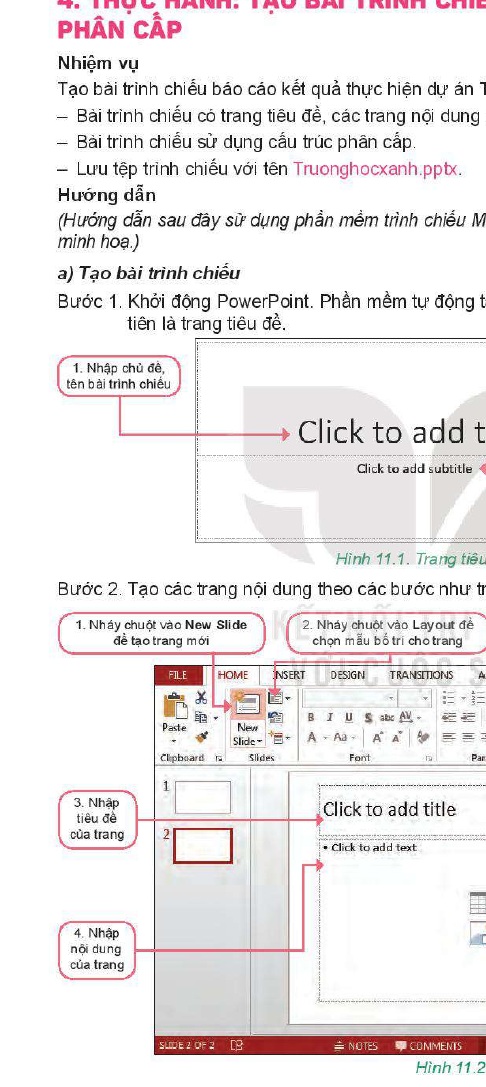 4. THỰC HÀNH: TẠO BÀI TRÌNH CHIẾ
PHÂN CẤP
Nhiệm vụ
Tạo bài trình chiếu báo cáo kết quả thực hiện dự án T
– Bài trình chiếu có trang tiêu đề, các trang nội dung
– Bài trình chiếu sử dụng cấu trúc phân cấp.
– Lưu tệp trình chiếu với tên Truonghocxanh.pptx.
Hướng dẫn
(Hướng dẫn sau đây sử dụng phần mềm trình chiếu M
minh hoạ.)
a) Tạo bài trình chiếu
Bước 1. Khởi động PowerPoint. Phần mềm tự động t
tiên là trang tiêu đề.
1. Nhập chủ đề,
tên bài trình chiếu
Click to add t
Click to add subtitle
Hình 11.1. Trang tiêu
Bước 2. Tạo các trang nội dung theo các bước như tr
KẾT NỐI TRI
VỚI CUỘC S
1. Nháy chuột vào New Slide
để tạo trang mới
2. Nháy chuột vào Layout để
chọn mẫu bố trí cho trang
FILE HOME INSERT DESIGN TRANSITIONS A
Paste
New
Slide
B I U S abc AV
A Aa A A
Clipboard Slides Font Par
1
2
3. Nhập
tiêu đề
của trang
Click to add title
• Click to add text
4. Nhập
nội dung
của trang
SLIDE 2 OF 2 NOTES COMMENTS
Hình 11.2